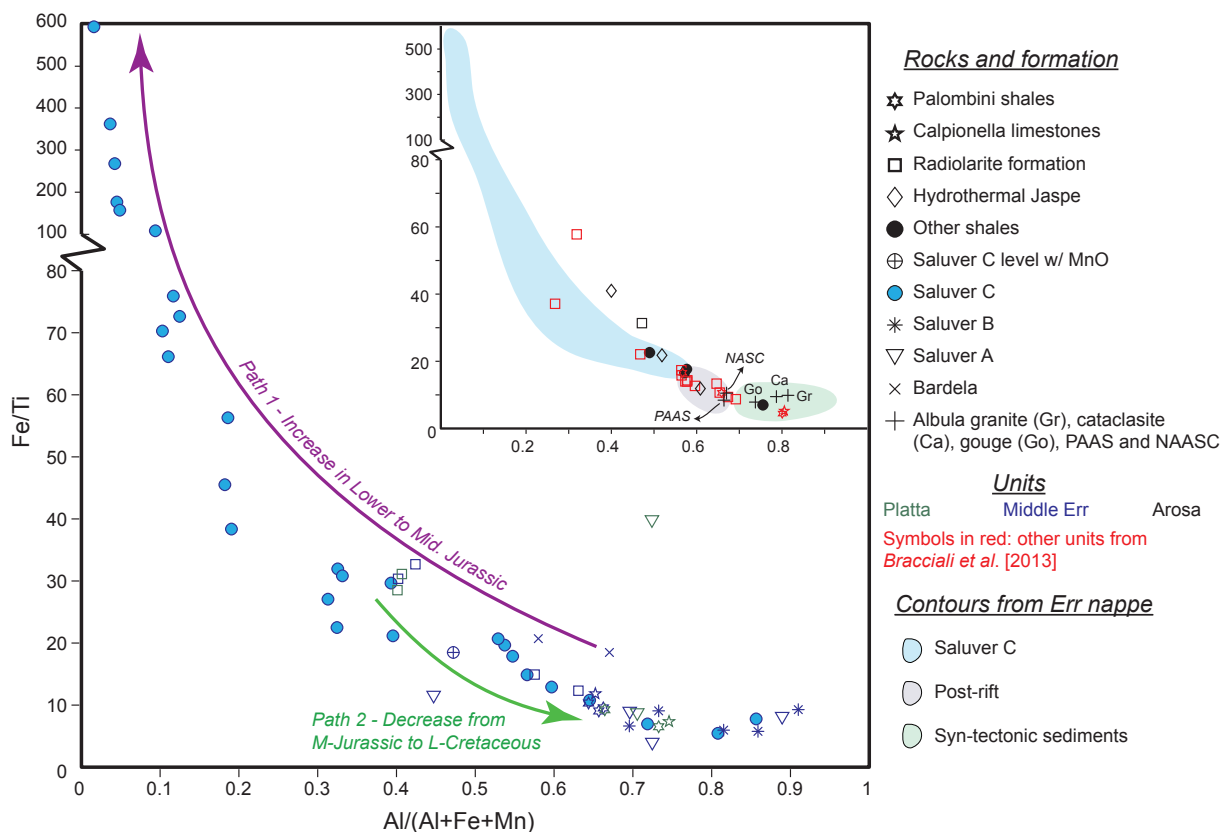 600
500
400
300
200
100
80
70
60
50
40
30
20
10
0
Fe/Ti
0
0.1
0.2
0.3
0.4
0.5
0.6
0.7
0.8
0.9
1
Al/(Al+Fe+Mn)
Path 1 - Increase in Lower to Mid. Jurassic
Path 2 - Decrease from
M-Jurassic to L-Cretaceous
500
400
300
200
100
80
60
40
20
0
0
0.2
0.4
0.6
0.8
NASC
PAAS
Go
Ca
Gr
Rocks and formation
Palombini shales
Calpionella limestones
Radiolarite formation
Hydrothermal Jaspe
Other shales
Saluver C level w/ MnO
Saluver C
Saluver B
Saluver A
Bardela
Albula granite (Gr), cataclasite
(Ca), gouge (Go), PAAS and NAASC
Units
Platta Middle Err Arosa
Symbols in red: other units from
Bracciali et al. [2013]
Contours from Err nappe
Saluver C
Post-rift
Syn-tectonic sediments